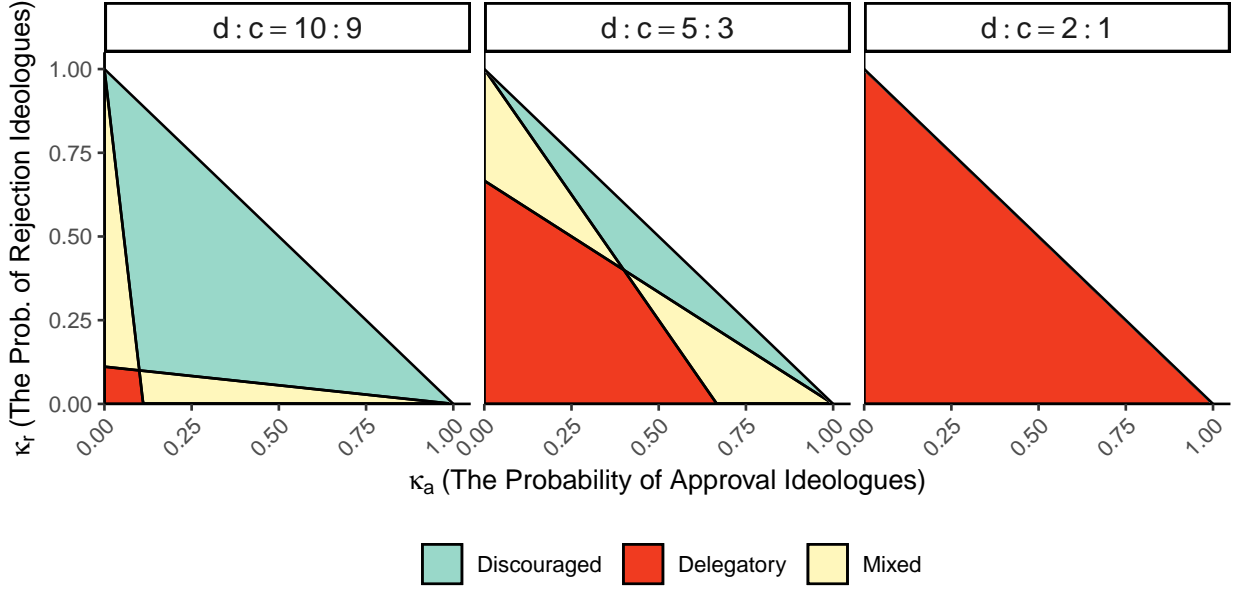 d : c = 10 : 9
d : c = 5 : 3
d : c = 2 : 1
κr (The Prob. of Rejection Ideologues)
1.00
0.75
0.50
0.25
0.00
0.00 0.25 0.50 0.75 1.00
0.00 0.25 0.50 0.75 1.00
0.00 0.25 0.50 0.75 1.00
κa (The Probability of Approval Ideologues)
Discouraged Delegatory Mixed